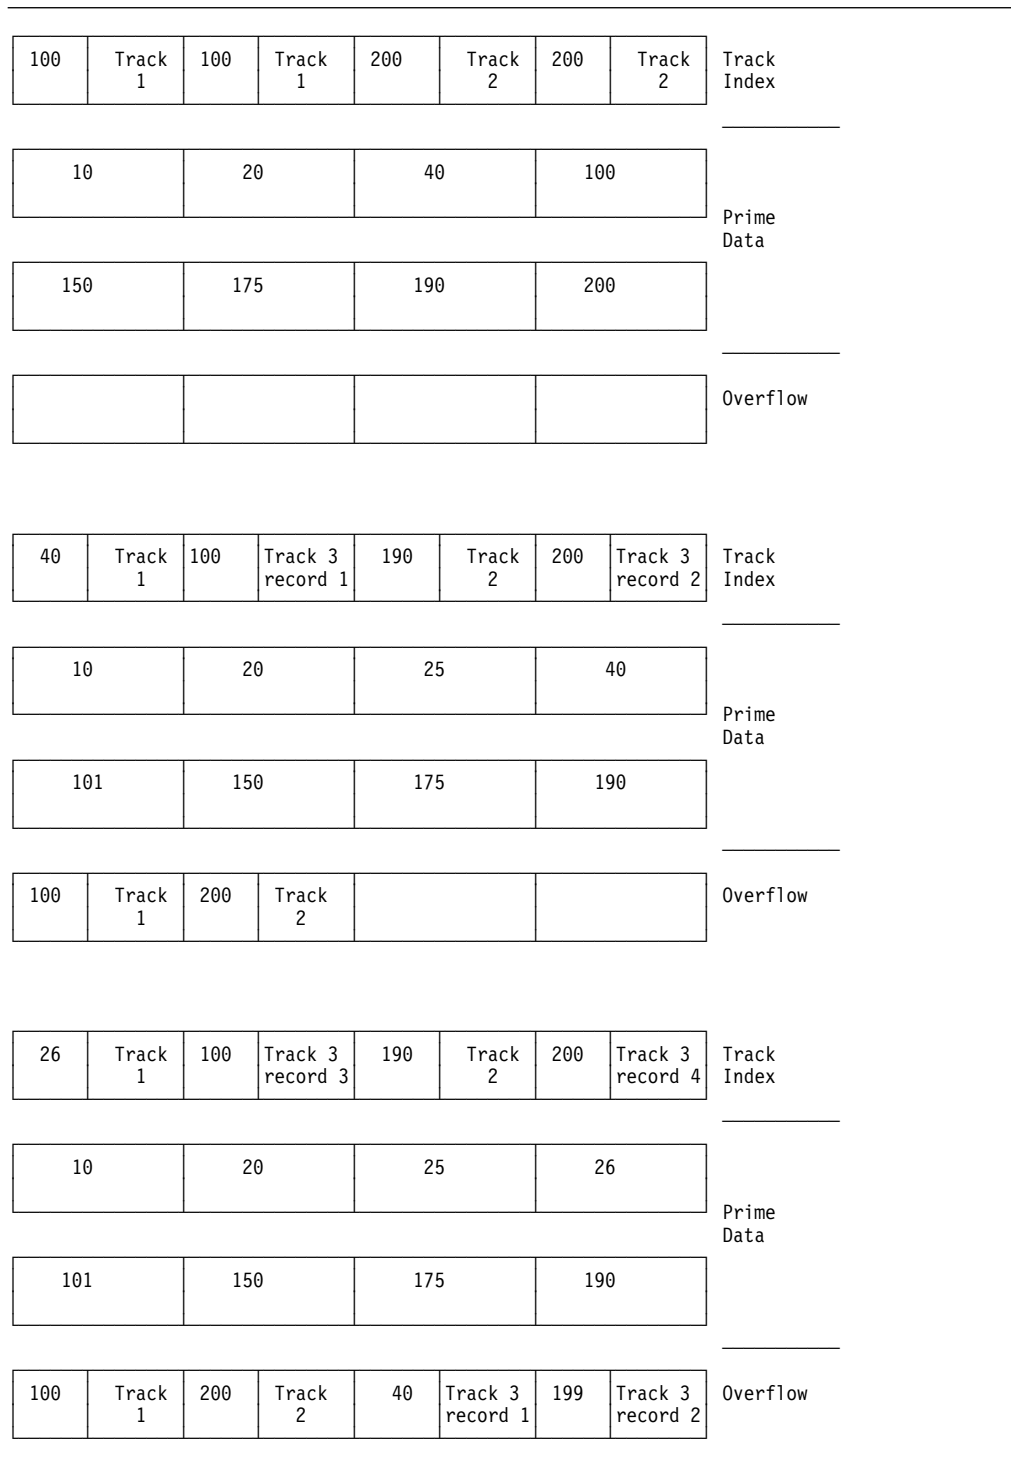 100 Track 100 Track 200 Track 200 Track Track
1 1 2 2 Index
10 20 40 100
Prime
Data
150 175 190 200
Overflow
40 Track 100 Track 3 190 Track 200 Track 3 Track
1 record 1 2 record 2 Index
10 20 25 40
Prime
Data
101 150 175 190
100 Track 200 Track Overflow
1 2
26 Track 100 Track 3 190 Track 200 Track 3 Track
1 record 3 2 record 4 Index
10 20 25 26
Prime
Data
101 150 175 190
100 Track 200 Track 40 Track 3 199 Track 3 Overflow
1 2 record 1 record 2